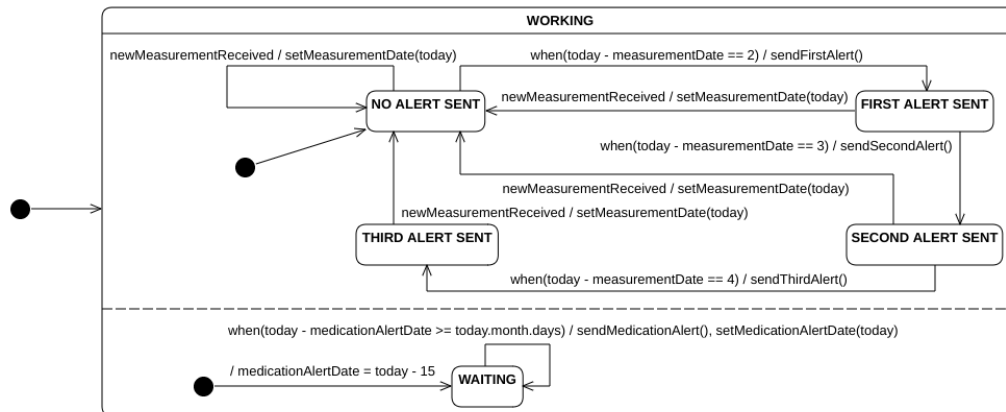 WORKING
newMeasurementReceived / setMeasurementDate(today)
when(today - measurementDate == 2) / sendFirstAlert()
NO ALERT SENT
newMeasurementReceived / setMeasurementDate(today)
FIRST ALERT SENT
when(today - measurementDate == 3) / sendSecondAlert()
newMeasurementReceived / setMeasurementDate(today)
newMeasurementReceived / setMeasurementDate(today)
THIRD ALERT SENT
SECOND ALERT SENT
when(today - measurementDate == 4) / sendThirdAlert()
when(today - medicationAlertDate >= today.month.days) / sendMedicationAlert(), setMedicationAlertDate(today)
/ medicationAlertDate = today - 15
WAITING